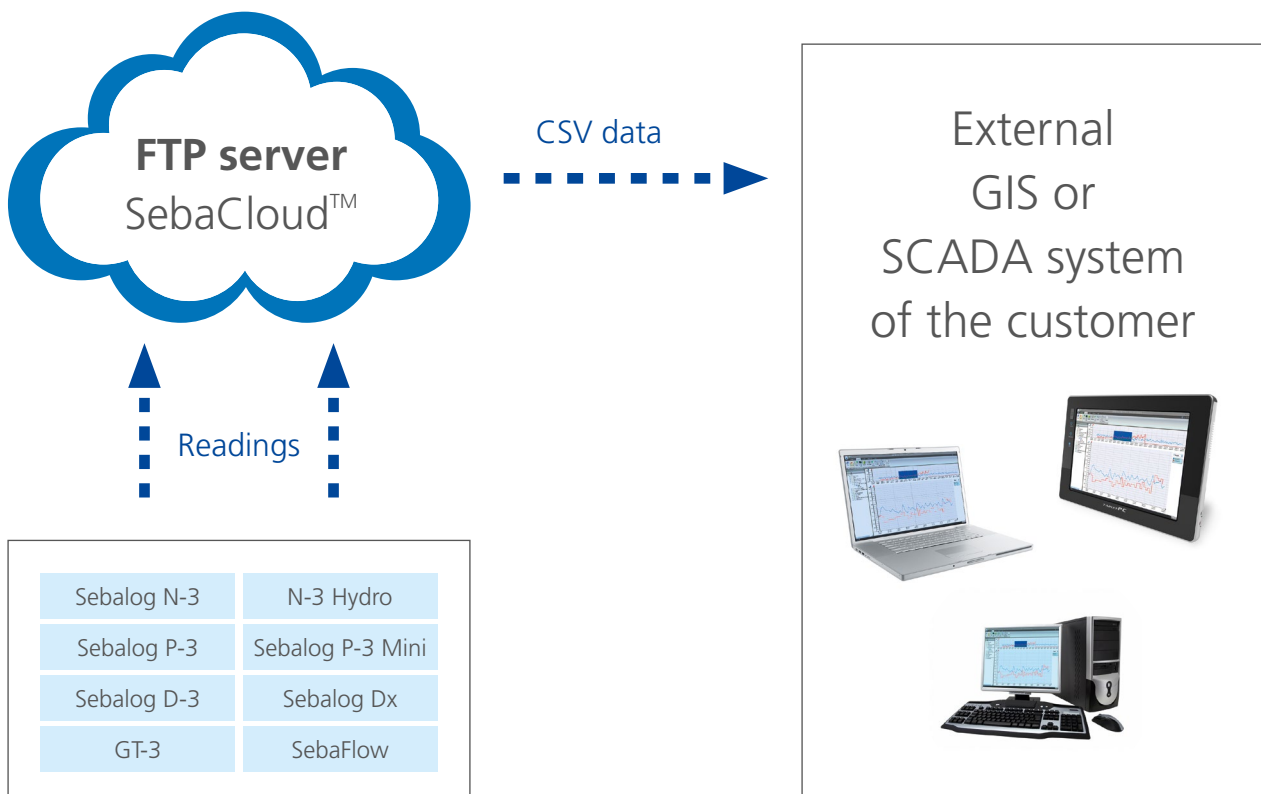 FTP server
SebaCloud™
CSV data
External
GIS or
SCADA system
of the customer
Readings
Sebalog N-3
N-3 Hydro
Sebalog P-3
Sebalog P-3 Mini
Sebalog D-3
Sebalog Dx
GT-3
SebaFlow